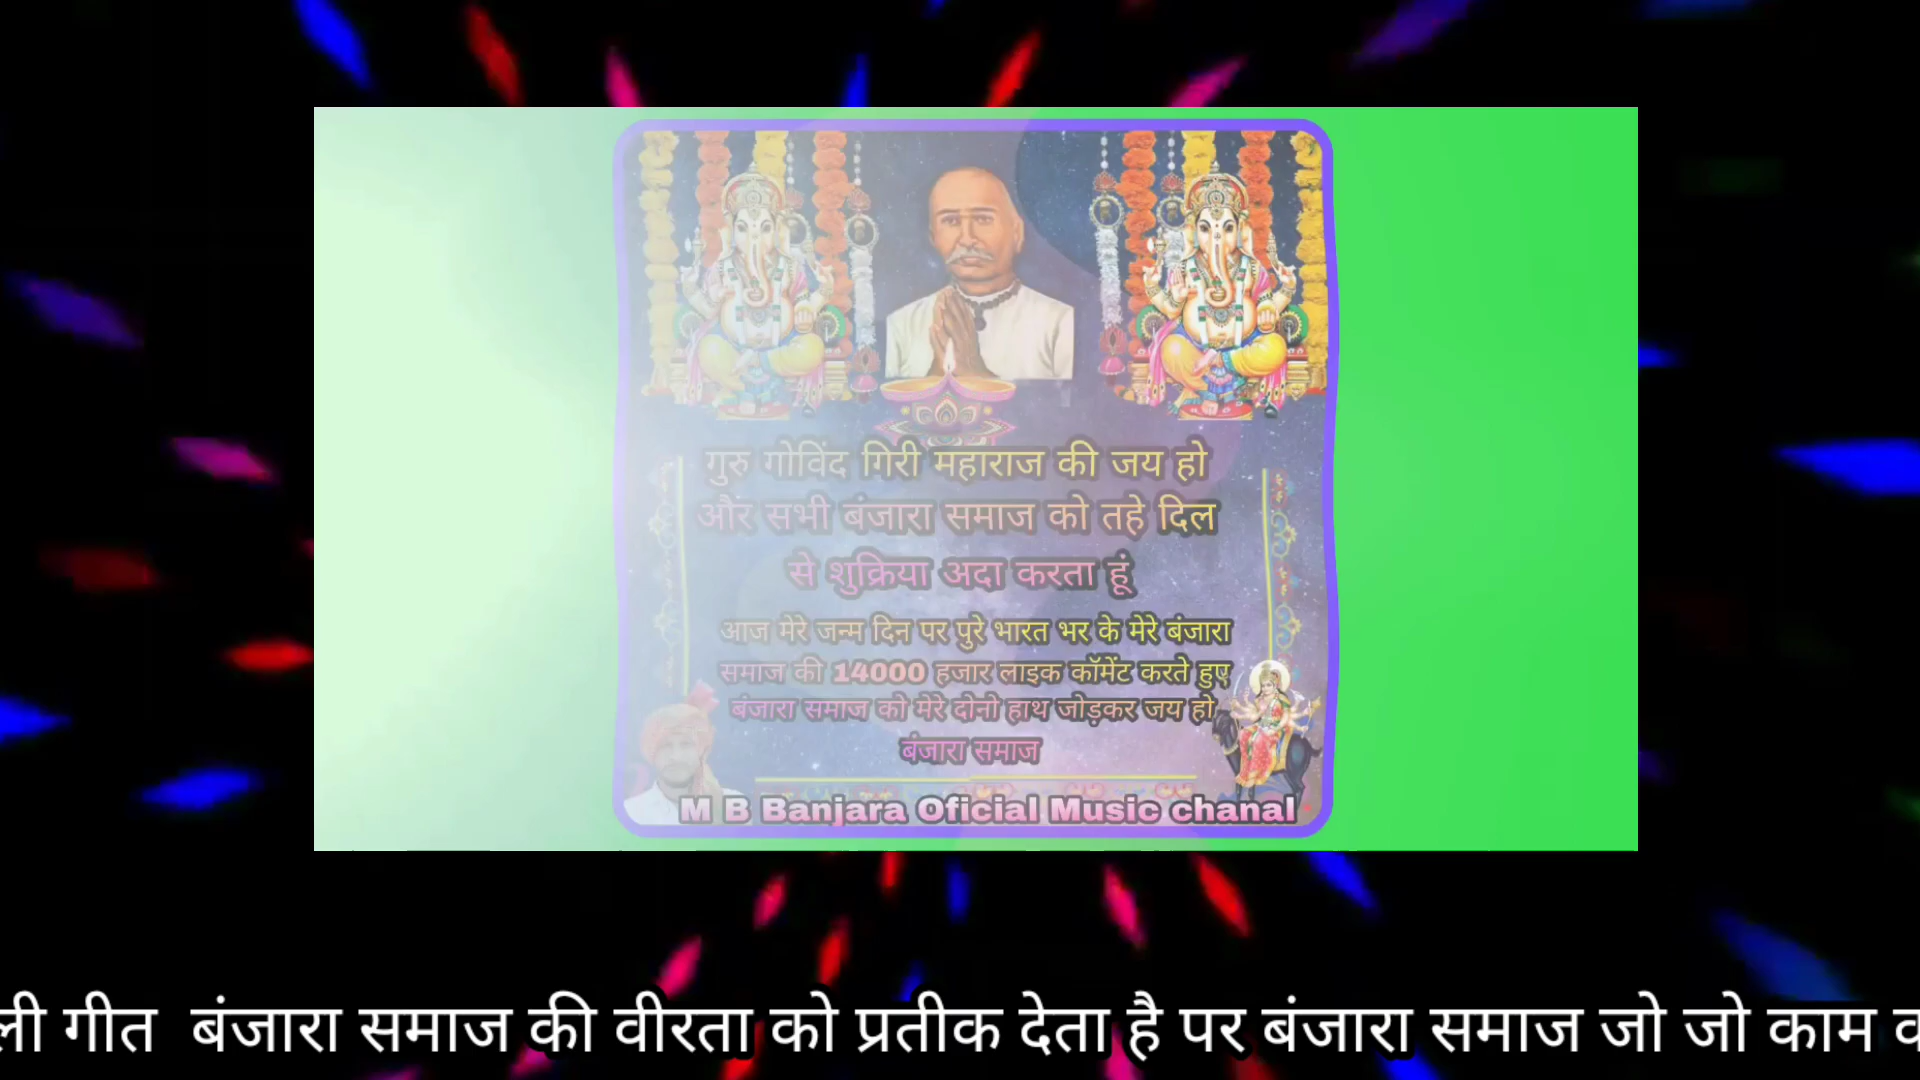 गुरु गोविंद गिरी महाराज की जय हो
और सभी बंजारा समाज को तहे दिल
से शुक्रिया अदा करता हूं
आज मेरे जन्म दिन पर पुरे भारत भर के मेरे बंजारा
समाज की 14000 हजार लाइक कॉमेंट करते हुए
बंजारा समाज को मेरे दोनो हाथ जोड़कर जय हो
बंजारा समाज
M B Banjara Oficial Music chanal
गीत बंजारा समाज की वीरता को प्रतीक देता है पर बंजारा समाज जो जो काम